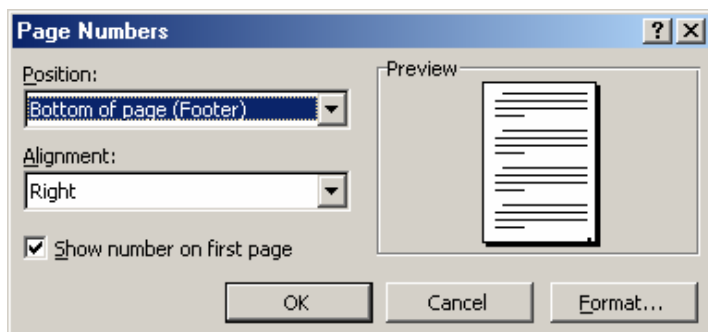 Page Numbers
Position:
Bottom of page (Footer)
Alignment:
Right
Show number on first page
Preview
OK
Cancel
Format...